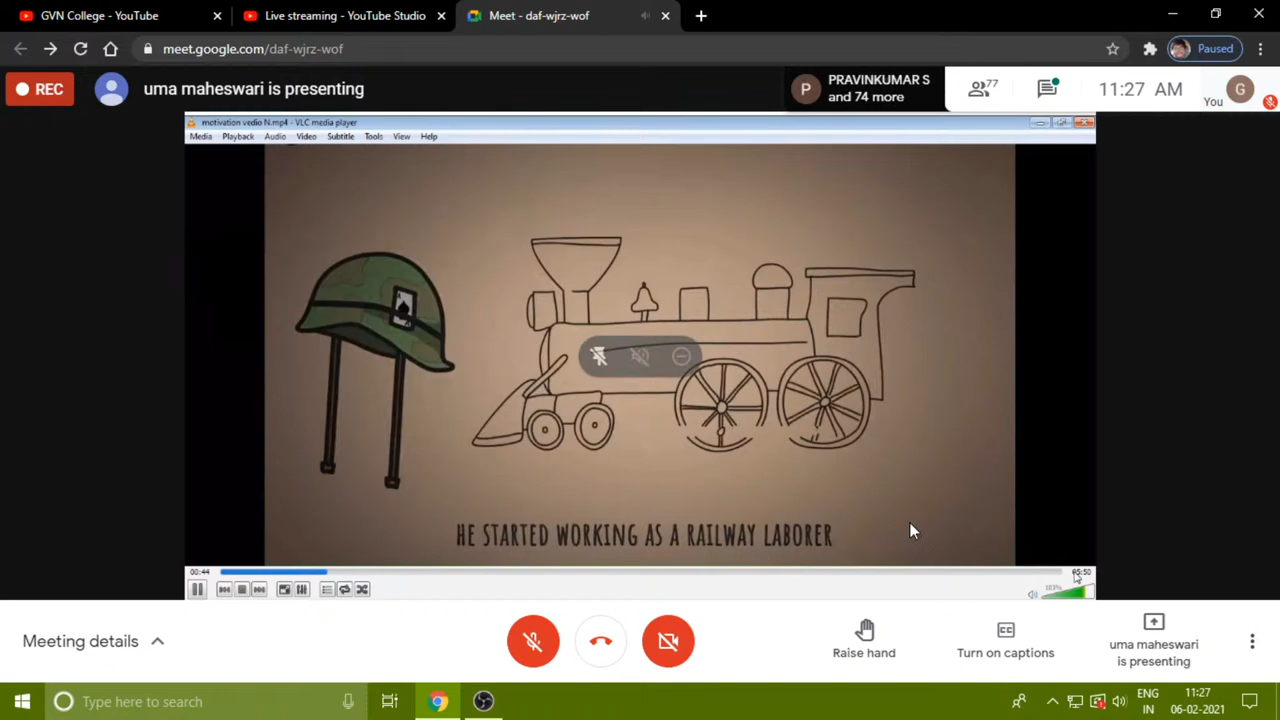 GVN College - YouTube
Live streaming - YouTube Studio
Meet - daf-wjrz-wof
meet.google.com/daf-wjrz-wof
Paused
REC
uma maheswari is presenting
P
PRAVINKUMAR S
and 74 more
77
11:27 AM
You
G
motivation vedio N.mp4 - VLC media player
Media Playback Audio Video Subtitle Tools View Help
HE STARTED WORKING AS A RAILWAY LABORER
00:44
05:50
103%
Meeting details
Raise hand
Turn on captions
uma maheswari
is presenting
Type here to search
ENG
IN
11:27
06-02-2021